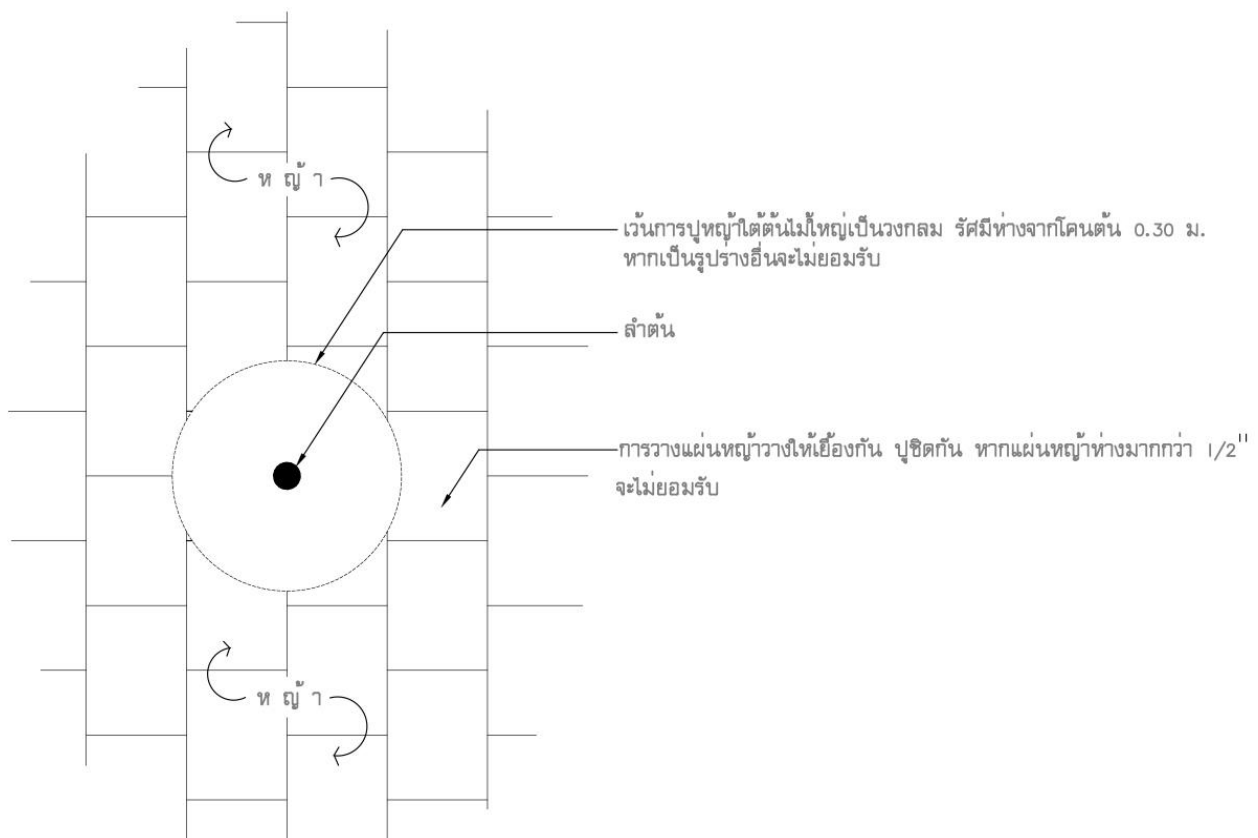 ห ญ้ า
เว้นการปูหญ้าใต้ต้นไม้ใหญ่เป็นวงกลม รัศมีห่างจากโคนต้น 0.30 ม.
หากเป็นรูปร่างอื่นจะไม่ยอมรับ
ลำต้น
การวางแผ่นหญ้าวางให้เยื้องกัน ปูชิดกัน หากแผ่นหญ้าห่างมากกว่า 1/2"
จะไม่ยอมรับ
ห ญ้ า